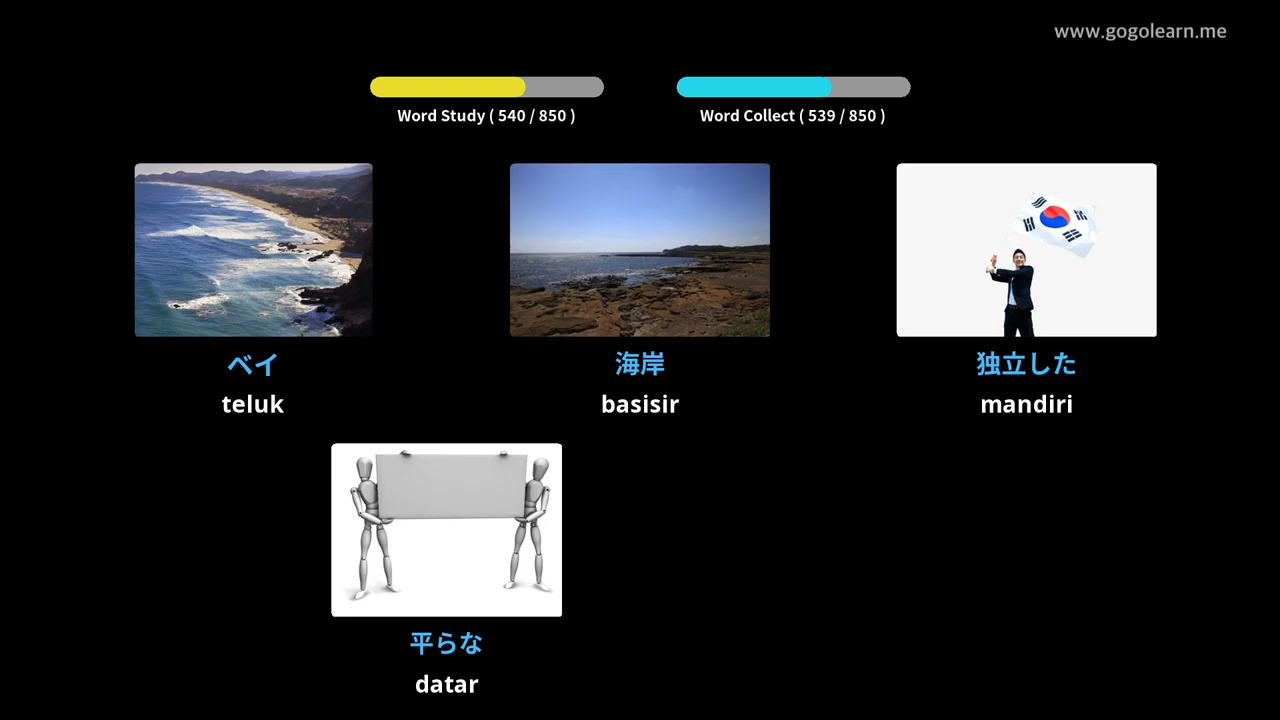 www.gogolearn.me
Word Study ( 540 / 850 )
Word Collect ( 539 / 850 )
ベイ
teluk
海岸
basisir
独立した
mandiri
平らな
datar